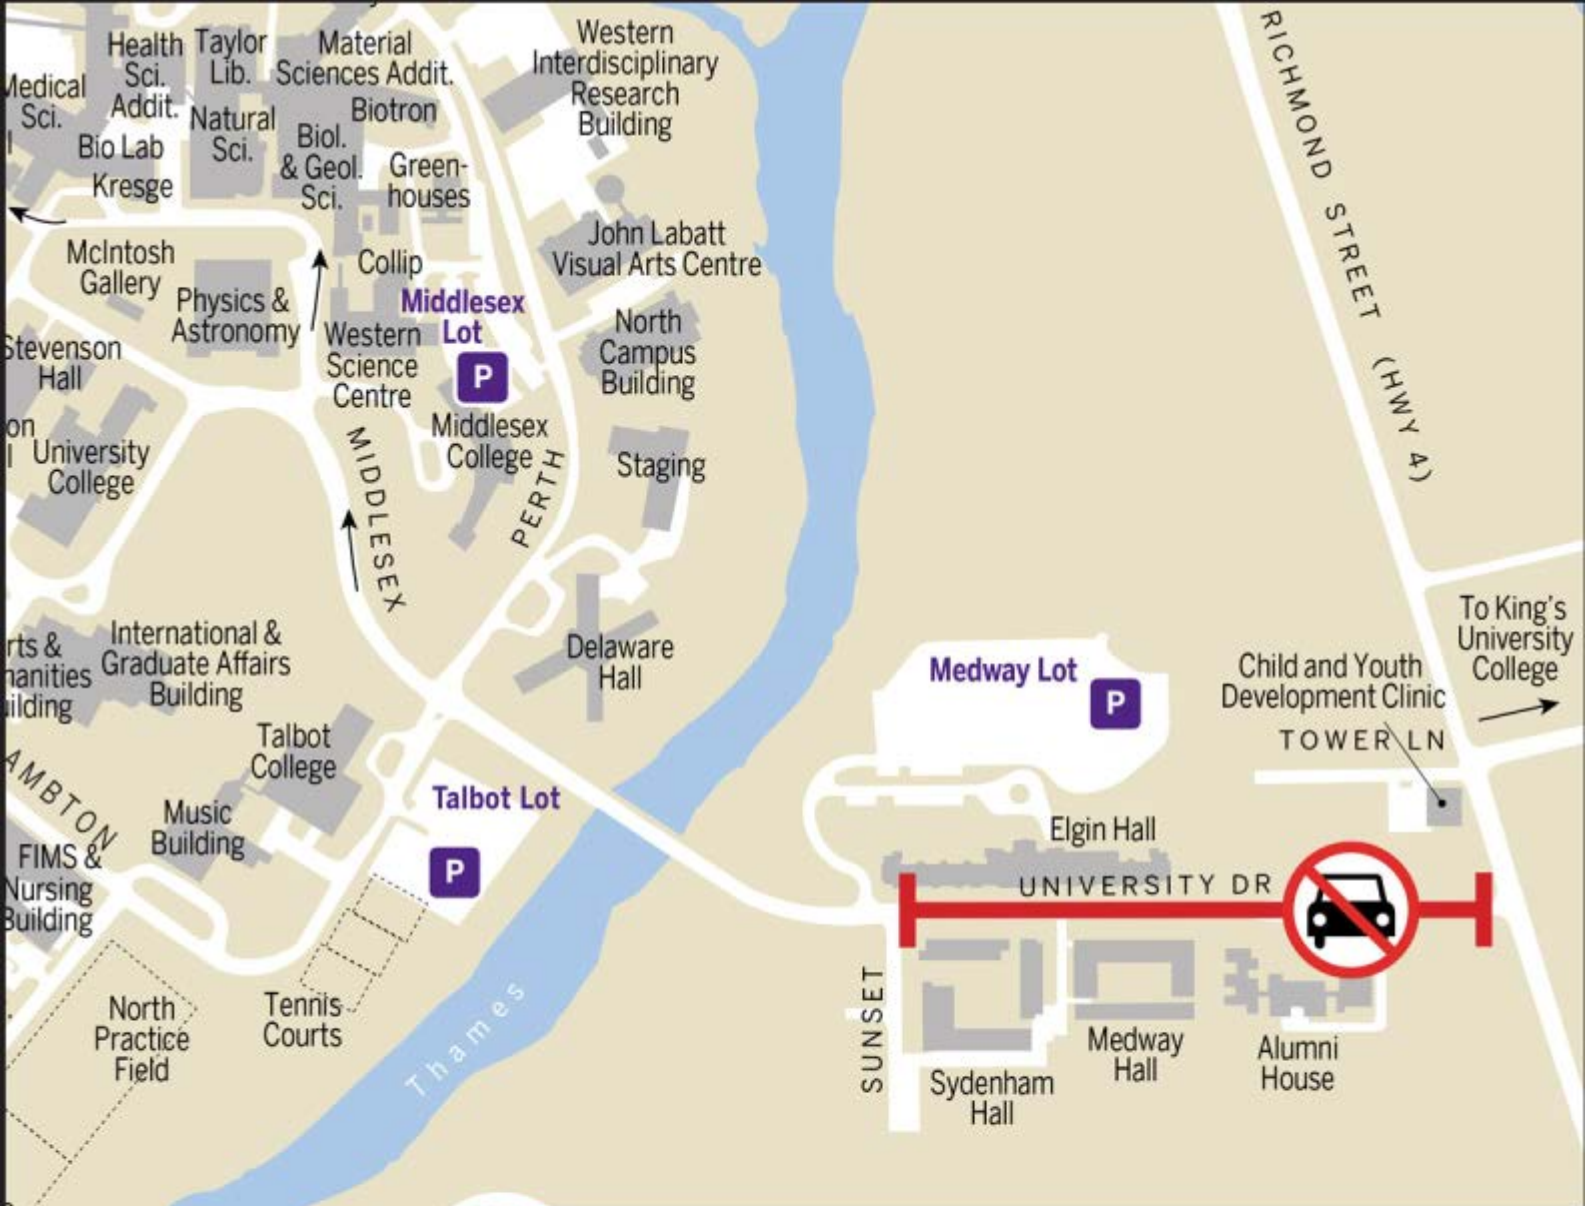 Health
Sci.
Addit.
Taylor
Lib.
Material
Sciences Addit.
Western
Interdisciplinary
Research
Building
RICHMOND STREET (HWY 4)
Medical
Sci.
Biotron
Natural
Sci.
Bio Lab
Kresge
Biol.
& Geol.
Sci.
Green-
houses
John Labatt
Visual Arts Centre
McIntosh
Gallery
Collip
Physics &
Astronomy
Middlesex
Lot
P
Western
Science
Centre
North
Campus
Building
Stevenson
Hall
University
College
Middlesex
College
MIDDLESEX
PERTH
Staging
International &
Graduate Affairs
Building
Delaware
Hall
Medway Lot
P
Child and Youth
Development Clinic
To King's
University
College
TOWER LN
Talbot
College
Talbot Lot
P
Music
Building
AMBTON
FIMS &
Nursing
Building
Elgin Hall
UNIVERSITY DR
North
Practice
Field
Tennis
Courts
Thames
SUNSET
Sydenham
Hall
Medway
Hall
Alumni
House